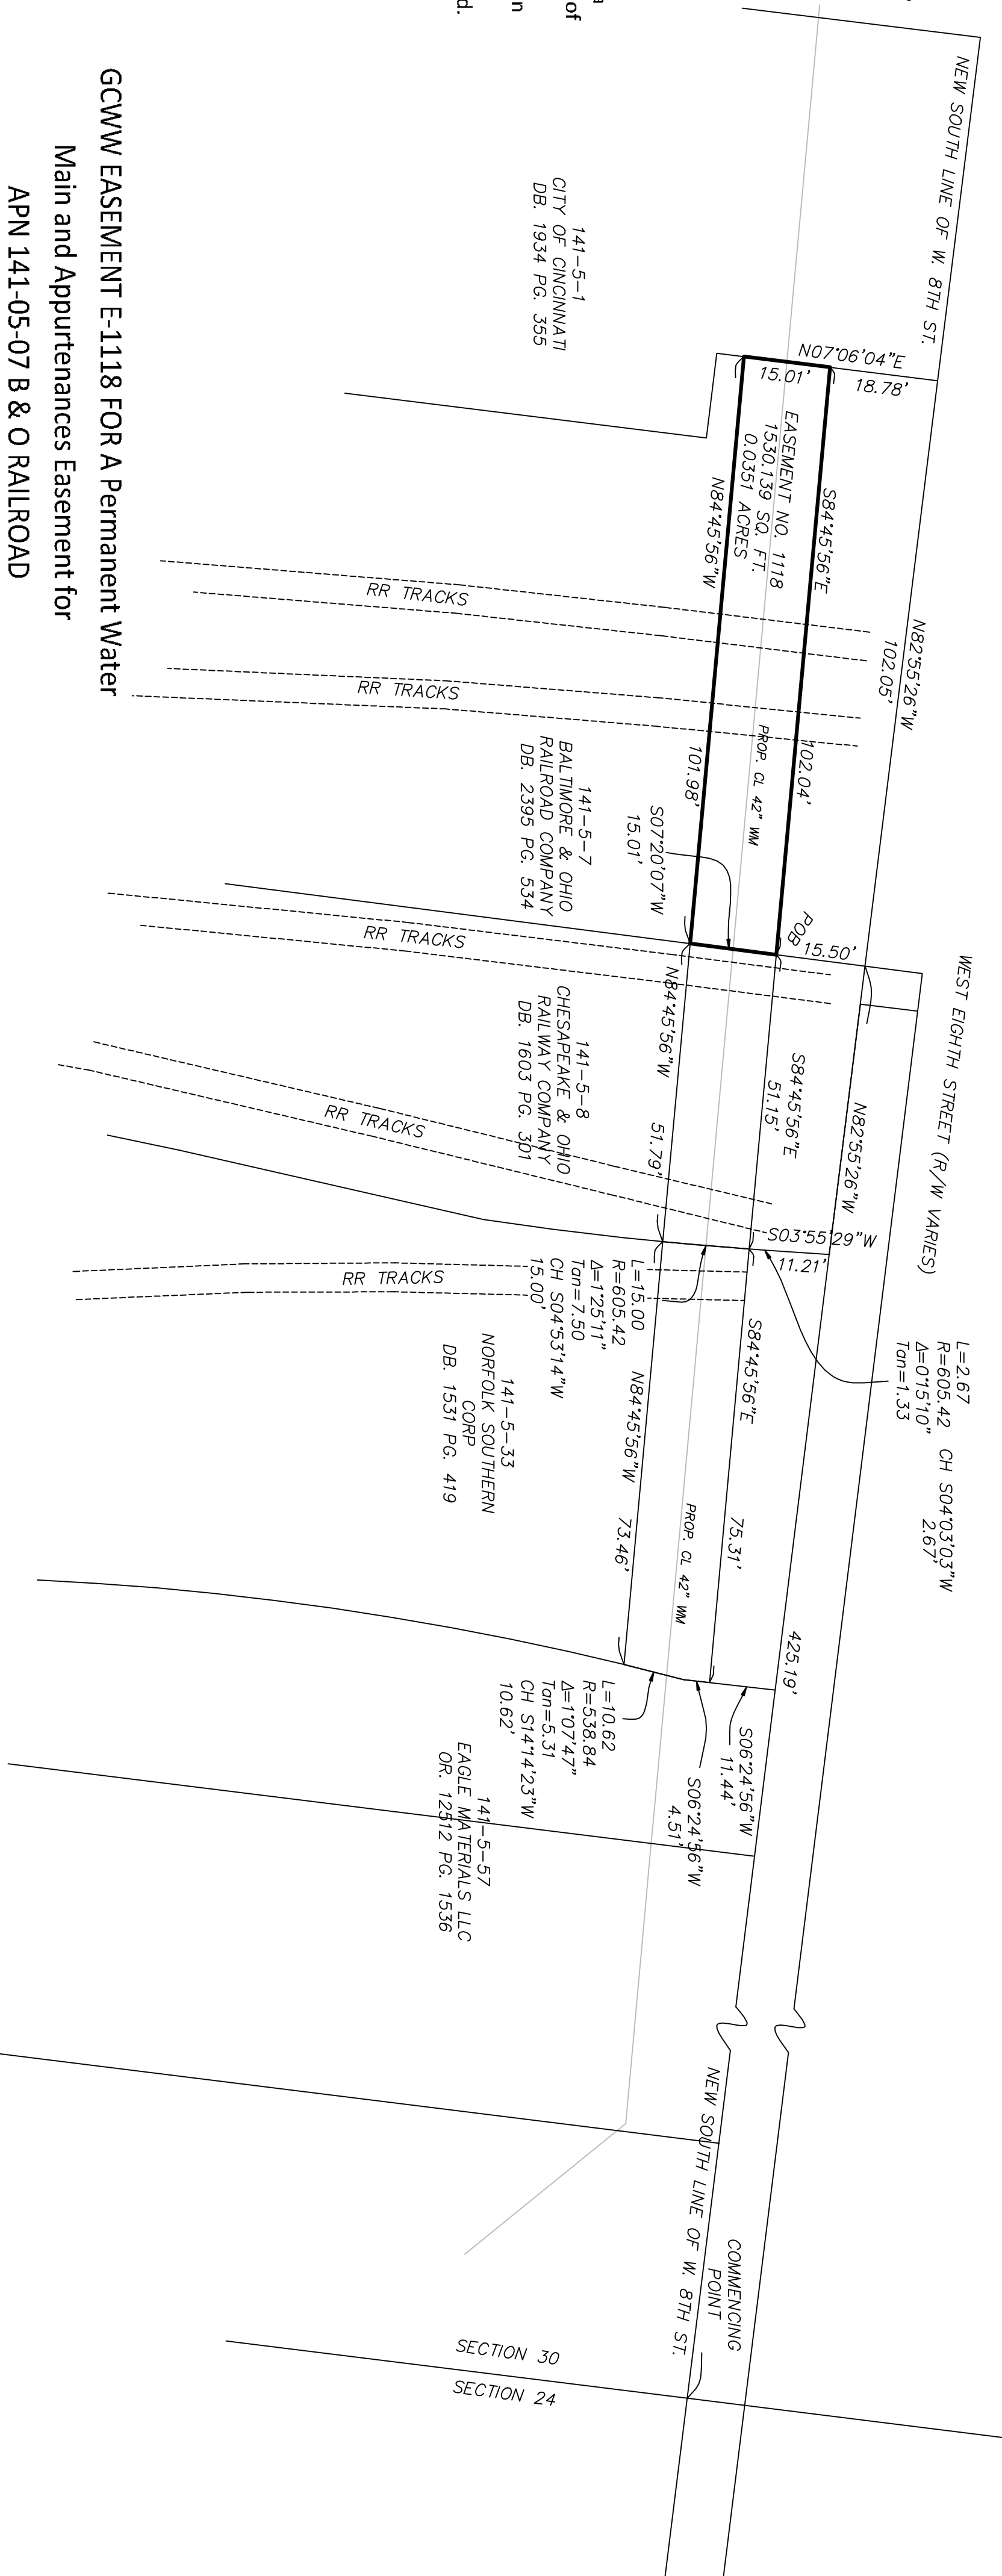 NEW SOUTH LINE OF W. 8TH ST.
N07°06'04"E
18.78'
15.01'
EASEMENT NO. 1118
1530.139 SQ. FT.
0.0351 ACRES
S84°45'56"E
N84°45'56"W
141-5-1
CITY OF CINCINNATI
DB. 1934 PG. 355
N82°55'26"W
102.05'
102.04'
PROP. CL 42" WM
101.98'
RR TRACKS
RR TRACKS
141-5-7
BALTIMORE & OHIO
RAILROAD COMPANY
DB. 2395 PG. 534
S07°20'07"W
15.01'
POB
15.50'
WEST EIGHTH STREET (R/W VARIES)
RR TRACKS
N84°45'56"W
51.79'
S84°45'56"E
51.15'
N82°55'26"W
141-5-8
CHESAPEAKE & OHIO
RAILWAY COMPANY
DB. 1603 PG. 301
RR TRACKS
S03°55'29"W
11.21'
L=2.67
R=605.42
Δ=0°15'10"
Tan=1.33
CH S04°03'03"W
2.67'
L=15.00
R=605.42
Δ=1°25'11"
Tan=7.50
CH S04°53'14"W
15.00'
RR TRACKS
S84°45'56"E
75.31'
N84°45'56"W
73.46'
PROP. CL 42" WM
141-5-33
NORFOLK SOUTHERN
CORP
DB. 1531 PG. 419
425.19'
S06°24'56"W
11.44'
S06°24'56"W
4.51'
L=10.62
R=538.84
Δ=1°07'47"
Tan=5.31
CH S14°14'23"W
10.62'
141-5-57
EAGLE MATERIALS LLC
OR. 12512 PG. 1536
NEW SOUTH LINE OF W. 8TH ST.
COMMENCING
POINT
SECTION 30
SECTION 24
of
n
d.
GCWW EASEMENT E-1118 FOR A Permanent Water
Main and Appurtenances Easement for
APN 141-05-07 B & O RAILROAD